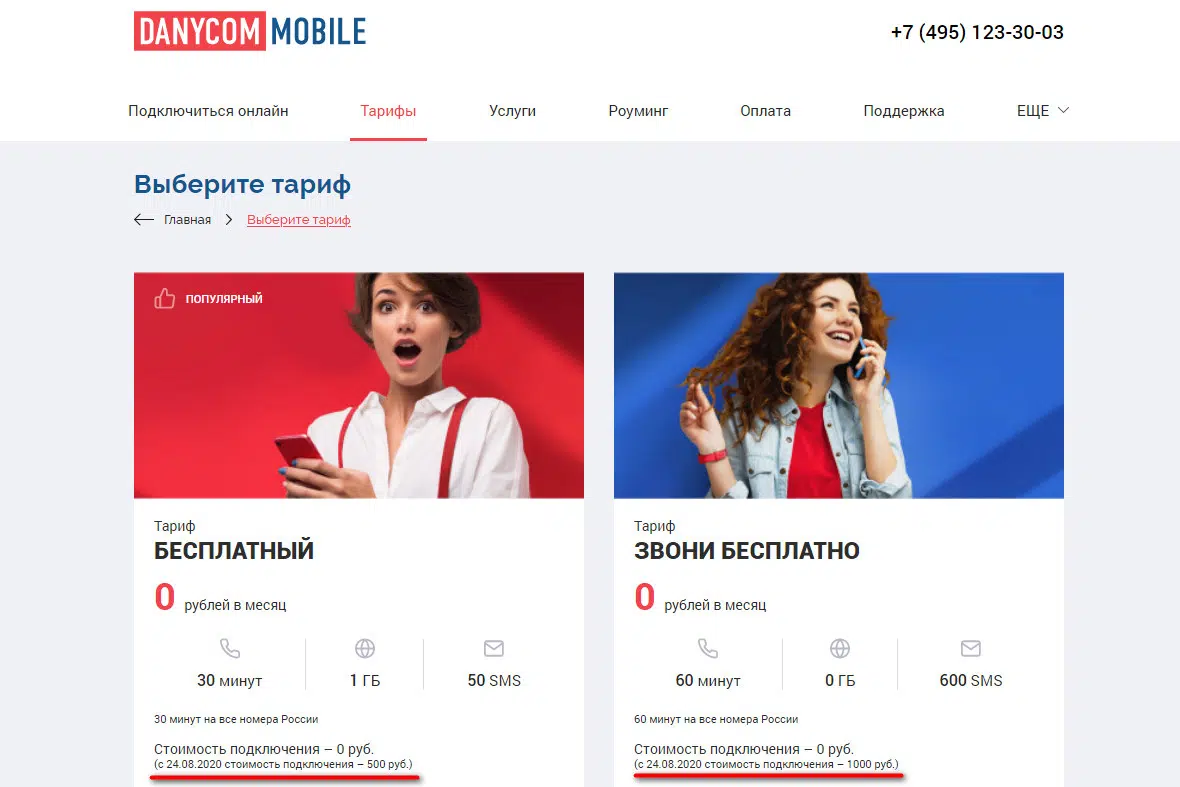 DANYCOM MOBILE
+7 (495) 123-30-03
Подключиться онлайн Тарифы Услуги Роуминг Оплата Поддержка ЕЩЕ
Выберите тариф
Главная Выберите тариф
ПОПУЛЯРНЫЙ
Тариф
БЕСПЛАТНЫЙ
0 рублей в месяц
30 минут 1 ГБ 50 SMS
30 минут на все номера России
Стоимость подключения – 0 руб.
(с 24.08.2020 стоимость подключения – 500 руб.)
Тариф
ЗВОНИ БЕСПЛАТНО
0 рублей в месяц
60 минут 0 ГБ 600 SMS
60 минут на все номера России
Стоимость подключения – 0 руб.
(с 24.08.2020 стоимость подключения – 1000 руб.)